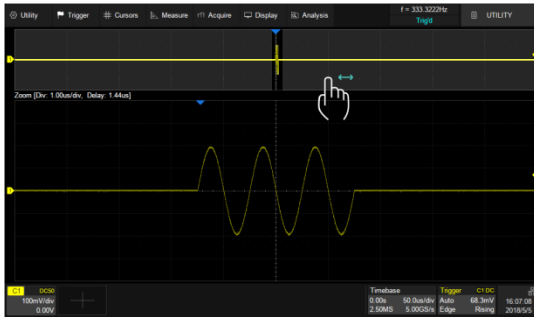 Utility Trigger Cursors Measure Acquire Display Analysis f = 333.3222Hz Trig'd UTILITY
Zoom [Div: 1.00us/div, Delay: 1.44us]
C1 DC50 Timebase Trigger C1 DC
100mV/div 0.00s 50.0us/div Auto 68.3mV 16:07:08
0.00V 2.50MS 5.00GS/s Edge Rising 2018/5/5